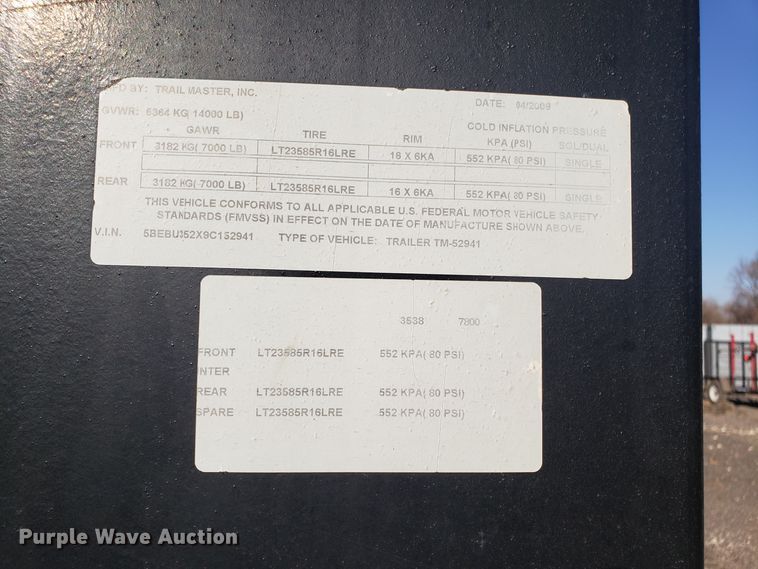 MFD BY: TRAIL MASTER, INC. DATE: 04/2009
GVWR: 6364 KG( 14000 LB)
GAWR TIRE RIM COLD INFLATION PRESSURE
KPA (PSI) SOL/DUAL
FRONT 3182 KG( 7000 LB) LT23585R16LRE 16 X 6KA 552 KPA( 80 PSI) SINGLE
REAR 3182 KG( 7000 LB) LT23585R16LRE 16 X 6KA 552 KPA( 80 PSI) SINGLE
THIS VEHICLE CONFORMS TO ALL APPLICABLE U.S. FEDERAL MOTOR VEHICLE SAFETY
STANDARDS (FMVSS) IN EFFECT ON THE DATE OF MANUFACTURE SHOWN ABOVE.
V.I.N. TYPE OF VEHICLE: TRAILER TM-52941
3538 7800
FRONT LT23585R16LRE 552 KPA( 80 PSI)
INTER
REAR LT23585R16LRE 552 KPA( 80 PSI)
SPARE LT23585R16LRE 552 KPA( 80 PSI)
Purple Wave Auction